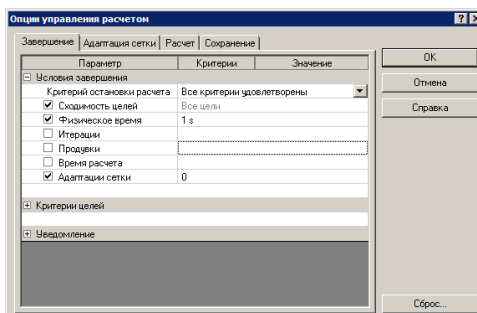 Опции управления расчетом
Завершение Адаптация сетки Расчет Сохранение
Параметр Критерии Значение
Условия завершения
Критерий остановки расчета Все критерии удовлетворены
Сходимость целей Все цели
Физическое время 1 s
Итерации
Продувки
Время расчета
Адаптации сетки 0
Критерии целей
Уведомление
OK
Отмена
Справка
Сброс...